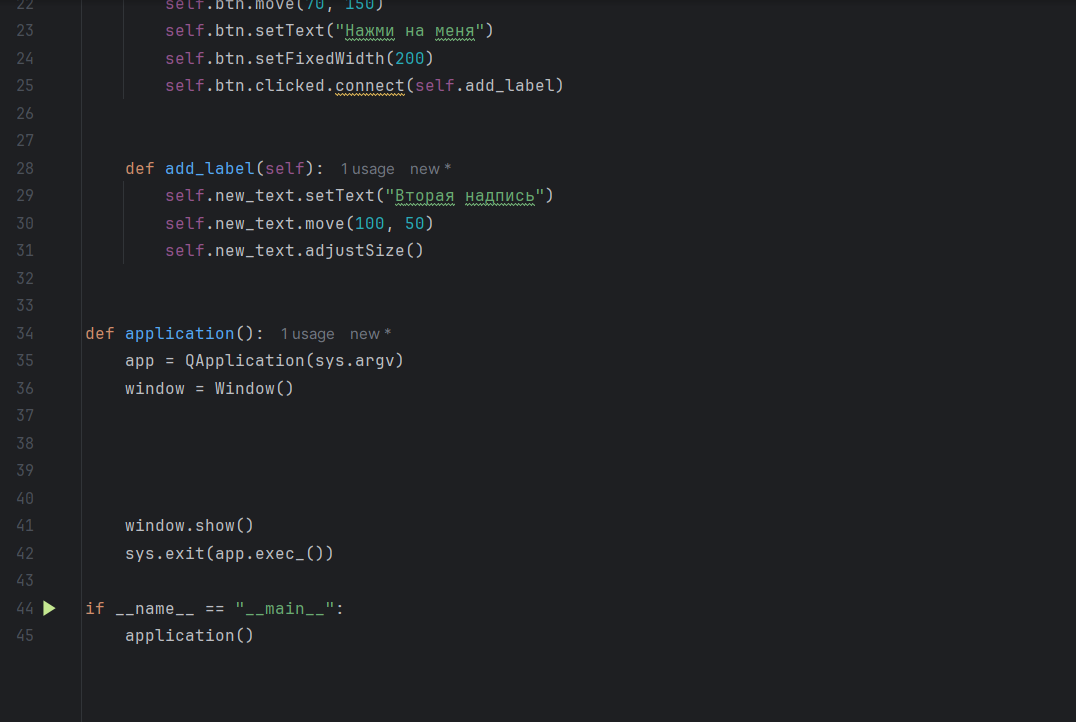 22 self.btn.move(70, 150)
23 self.btn.setText("Нажми на меня")
24 self.btn.setFixedWidth(200)
25 self.btn.clicked.connect(self.add_label)
26
27
28 def add_label(self): 1 usage new *
29 self.new_text.setText("Вторая надпись")
30 self.new_text.move(100, 50)
31 self.new_text.adjustSize()
32
33
34 def application(): 1 usage new *
35 app = QApplication(sys.argv)
36 window = Window()
37
38
39
40
41 window.show()
42 sys.exit(app.exec_())
43
44 if __name__ == "__main__":
45 application()